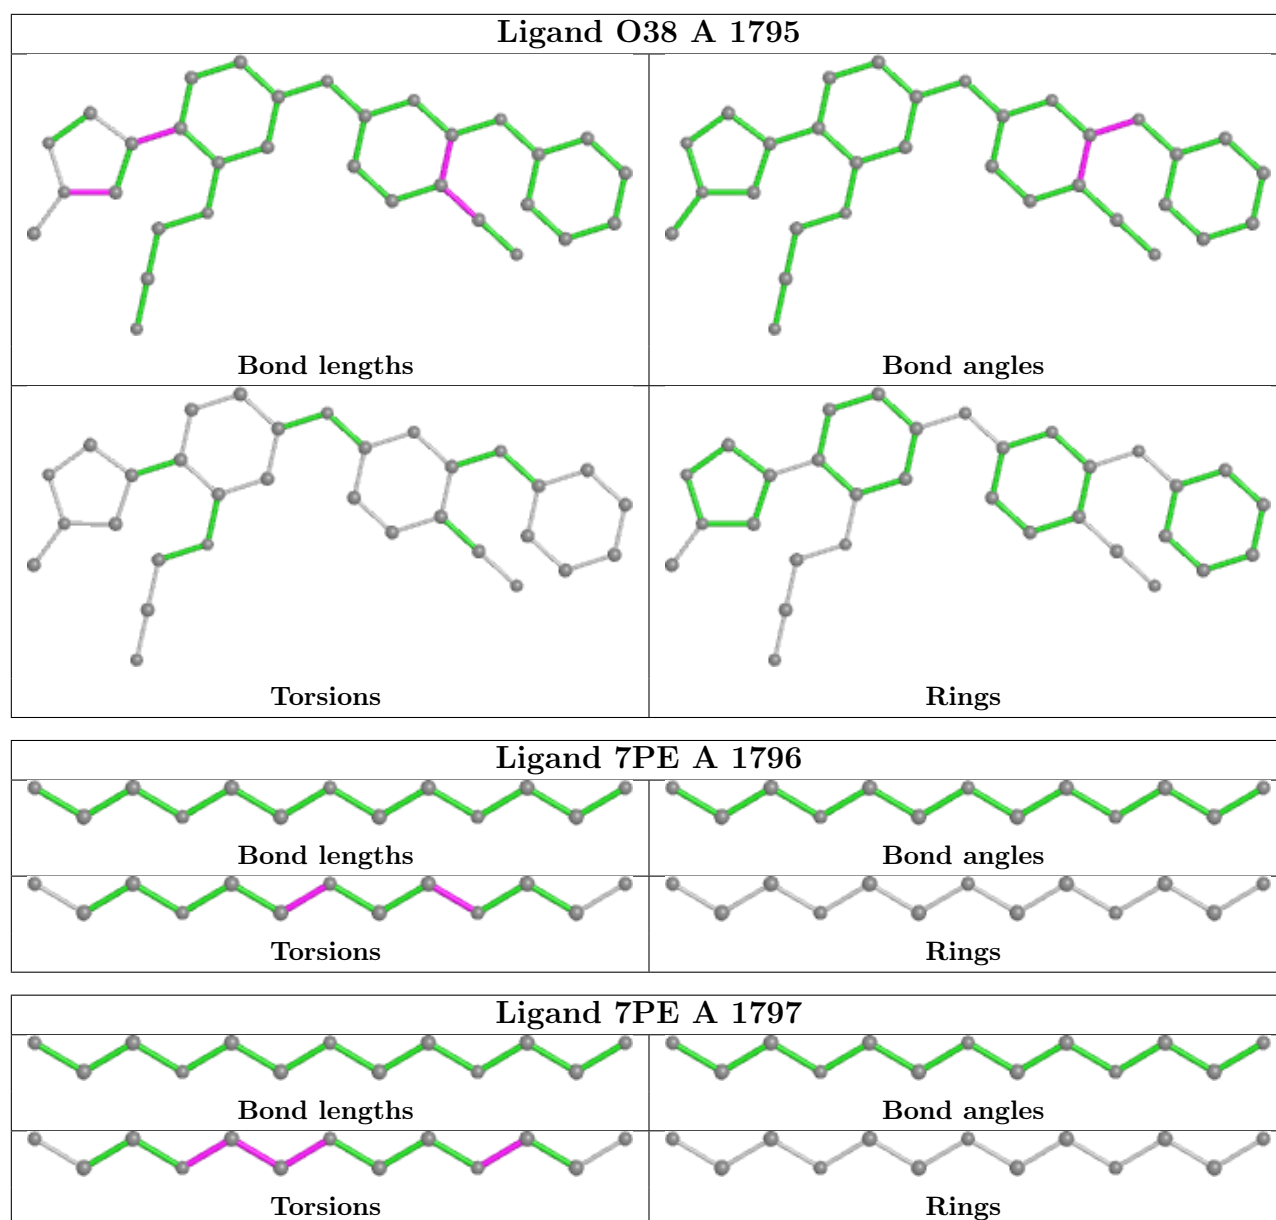 Ligand O38 A 1795
Bond lengths
Bond angles
Torsions
Rings
Ligand 7PE A 1796
Bond lengths
Bond angles
Torsions
Rings
Ligand 7PE A 1797
Bond lengths
Bond angles
Torsions
Rings